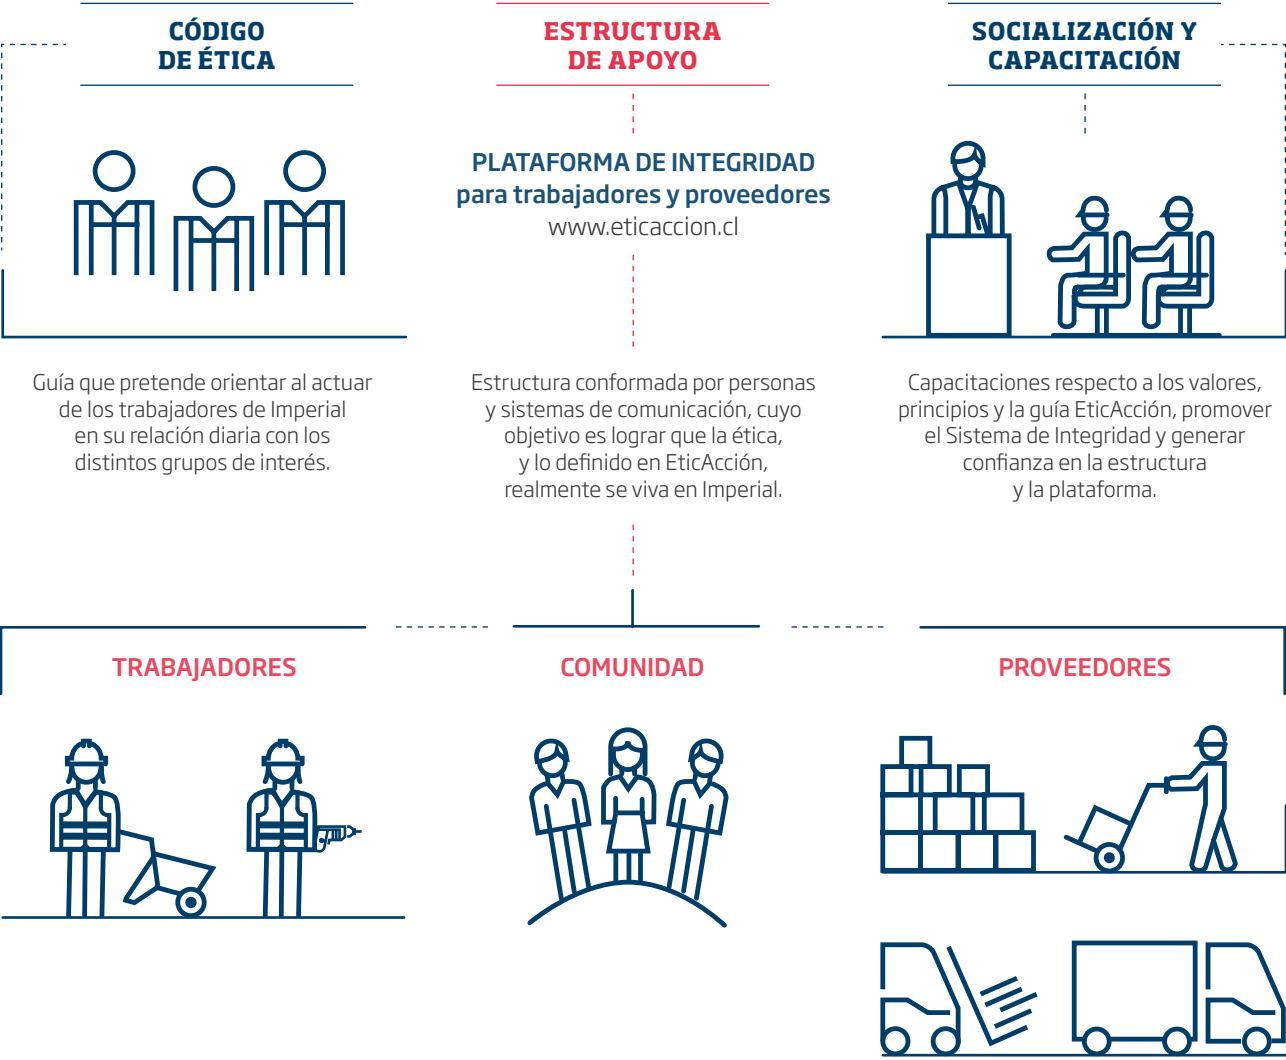 CÓDIGO
DE ÉTICA
Guía que pretende orientar al actuar
de los trabajadores de Imperial
en su relación diaria con los
distintos grupos de interés.
ESTRUCTURA
DE APOYO
PLATAFORMA DE INTEGRIDAD
para trabajadores y proveedores
www.eticaccion.cl
Estructura conformada por personas
y sistemas de comunicación, cuyo
objetivo es lograr que la ética,
y lo definido en EticAcción,
realmente se viva en Imperial.
SOCIALIZACIÓN Y
CAPACITACIÓN
Capacitaciones respecto a los valores,
principios y la guía EticAcción, promover
el Sistema de Integridad y generar
confianza en la estructura
y la plataforma.
TRABAJADORES
COMUNIDAD
PROVEEDORES